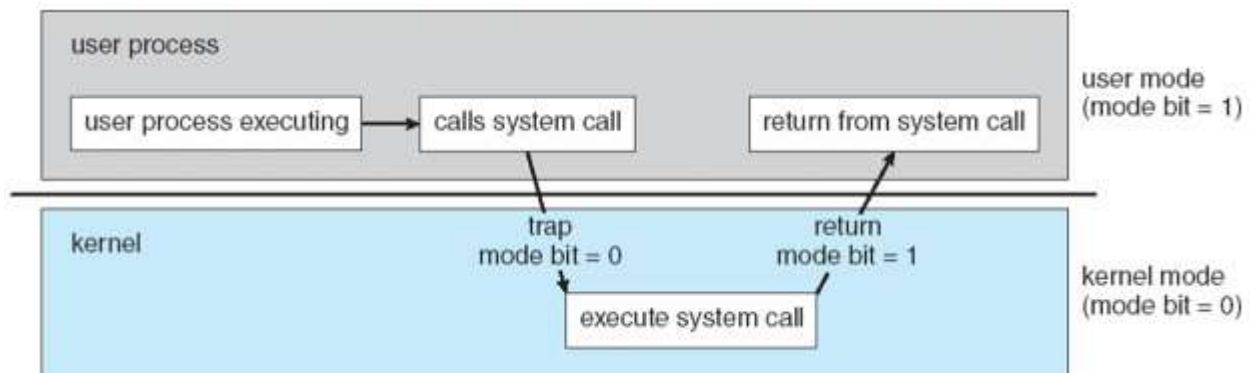 user process
user process executing
calls system call
return from system call
user mode
(mode bit = 1)
kernel
trap
mode bit = 0
return
mode bit = 1
execute system call
kernel mode
(mode bit = 0)